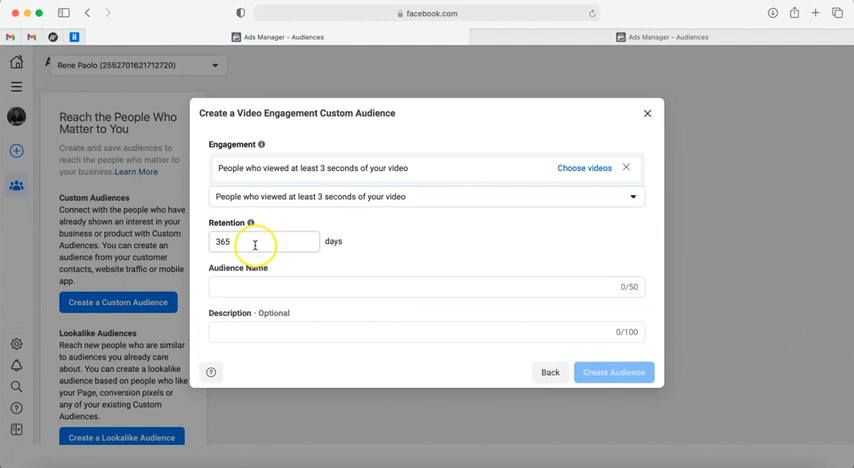 facebook.com
Ads Manager - Audiences
Ads Manager - Audiences
Rene Paolo (2552701621712720)
Reach the People Who
Matter to You
Create and save audiences to
reach the people who matter to
your business.Learn More
Custom Audiences
Connect with the people who have
already shown an interest in your
business or product with Custom
Audiences. You can create an
audience from your customer
contacts, website traffic or mobile
app.
Create a Custom Audience
Lookalike Audiences
Reach new people who are similar
to audiences you already care
about. You can create a lookalike
audience based on people who like
your Page, conversion pixels or
any of your existing Custom
Audiences.
Create a Lookalike Audience
Create a Video Engagement Custom Audience
Engagement
People who viewed at least 3 seconds of your video
Choose videos
People who viewed at least 3 seconds of your video
Retention
365 days
Audience Name
0/50
Description · Optional
0/100
Back
Create Audience